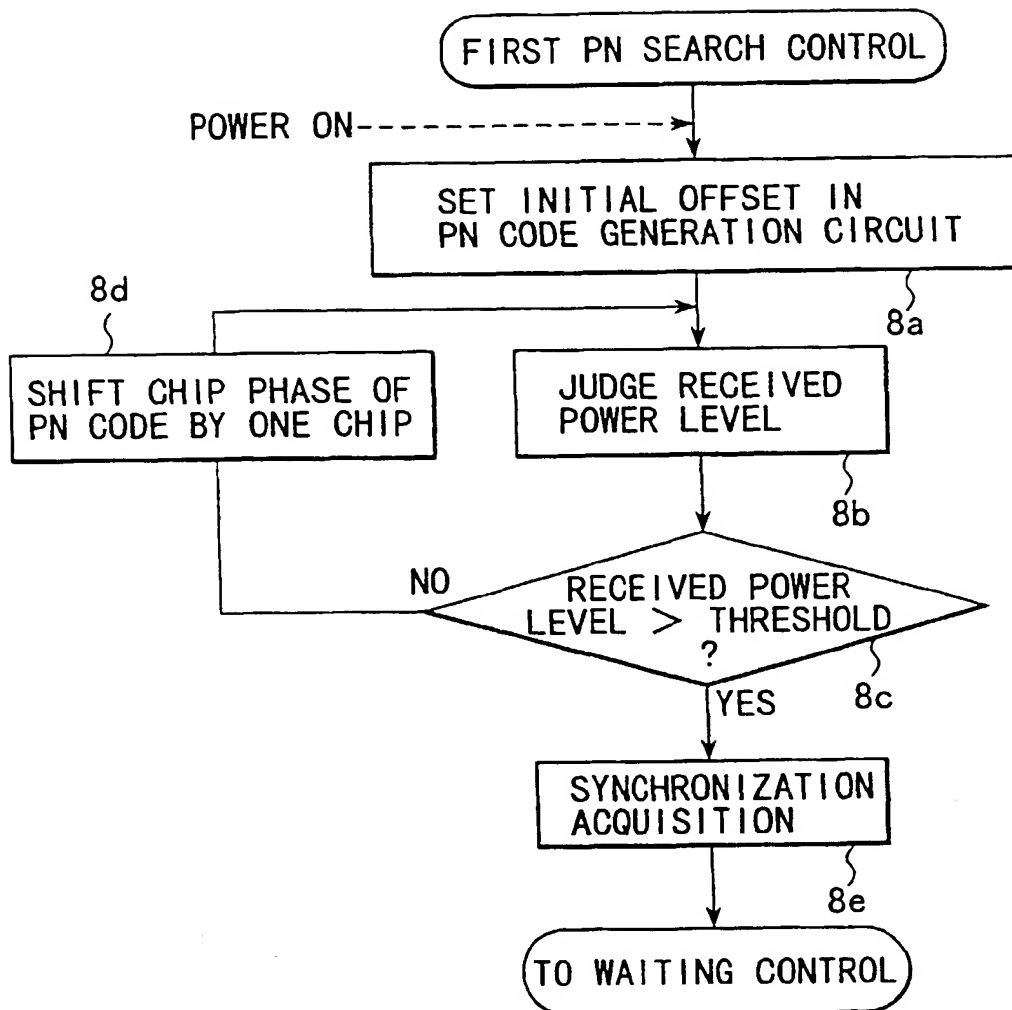 FIRST PN SEARCH CONTROL
POWER ON
SET INITIAL OFFSET IN
PN CODE GENERATION CIRCUIT
8a
8d
SHIFT CHIP PHASE OF
PN CODE BY ONE CHIP
JUDGE RECEIVED
POWER LEVEL
8b
NO
RECEIVED POWER
LEVEL > THRESHOLD
?
8c
YES
SYNCHRONIZATION
ACQUISITION
8e
TO WAITING CONTROL